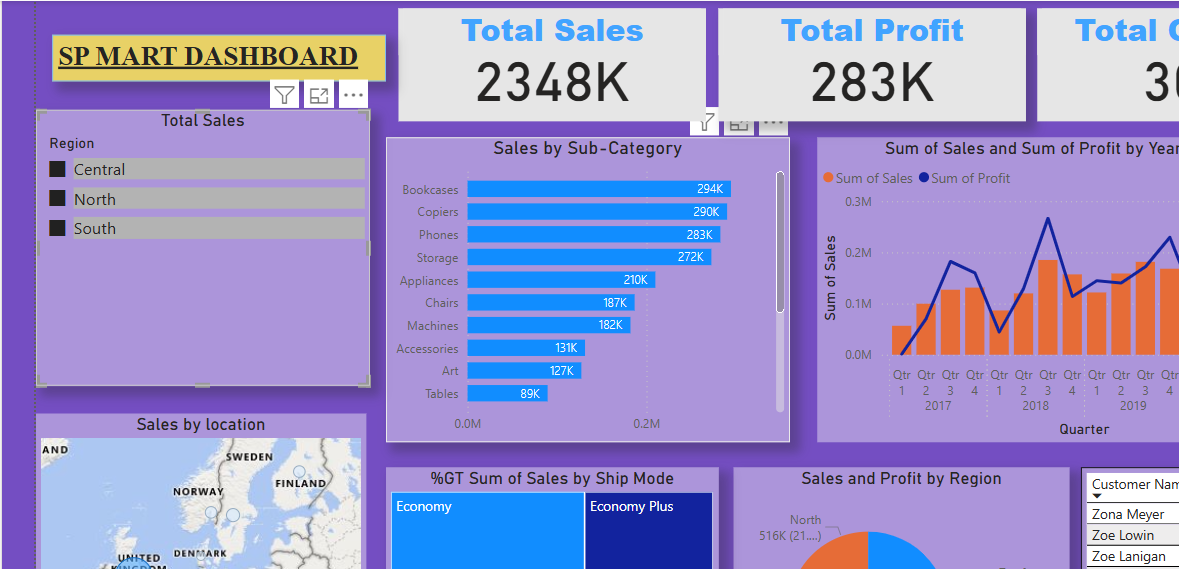 SP MART DASHBOARD
Total Sales
2348K
Total Profit
283K
Total
Total Sales
Region
Central
North
South
Sales by Sub-Category
Bookcases 294K
Copiers 290K
Phones 283K
Storage 272K
Appliances 210K
Chairs 187K
Machines 182K
Accessories 131K
Art 127K
Tables 89K
0.0M 0.2M
Sum of Sales and Sum of Profit by Year
Sum of Sales Sum of Profit
Sum of Sales
0.3M
0.2M
0.1M
0.0M
Qtr Qtr Qtr Qtr Qtr Qtr Qtr Qtr Qtr Qtr Qtr Qtr
1 2 3 4 1 2 3 4 1 2 3 4
2017 2018 2019
Quarter
Sales by location
AND
SWEDEN
NORWAY
FINLAND
DENMARK
UNITED
KINGDOM
%GT Sum of Sales by Ship Mode
Economy
Economy Plus
Sales and Profit by Region
North
516K (21....)
Customer Nam
Zona Meyer
Zoe Lowin
Zoe Lanigan